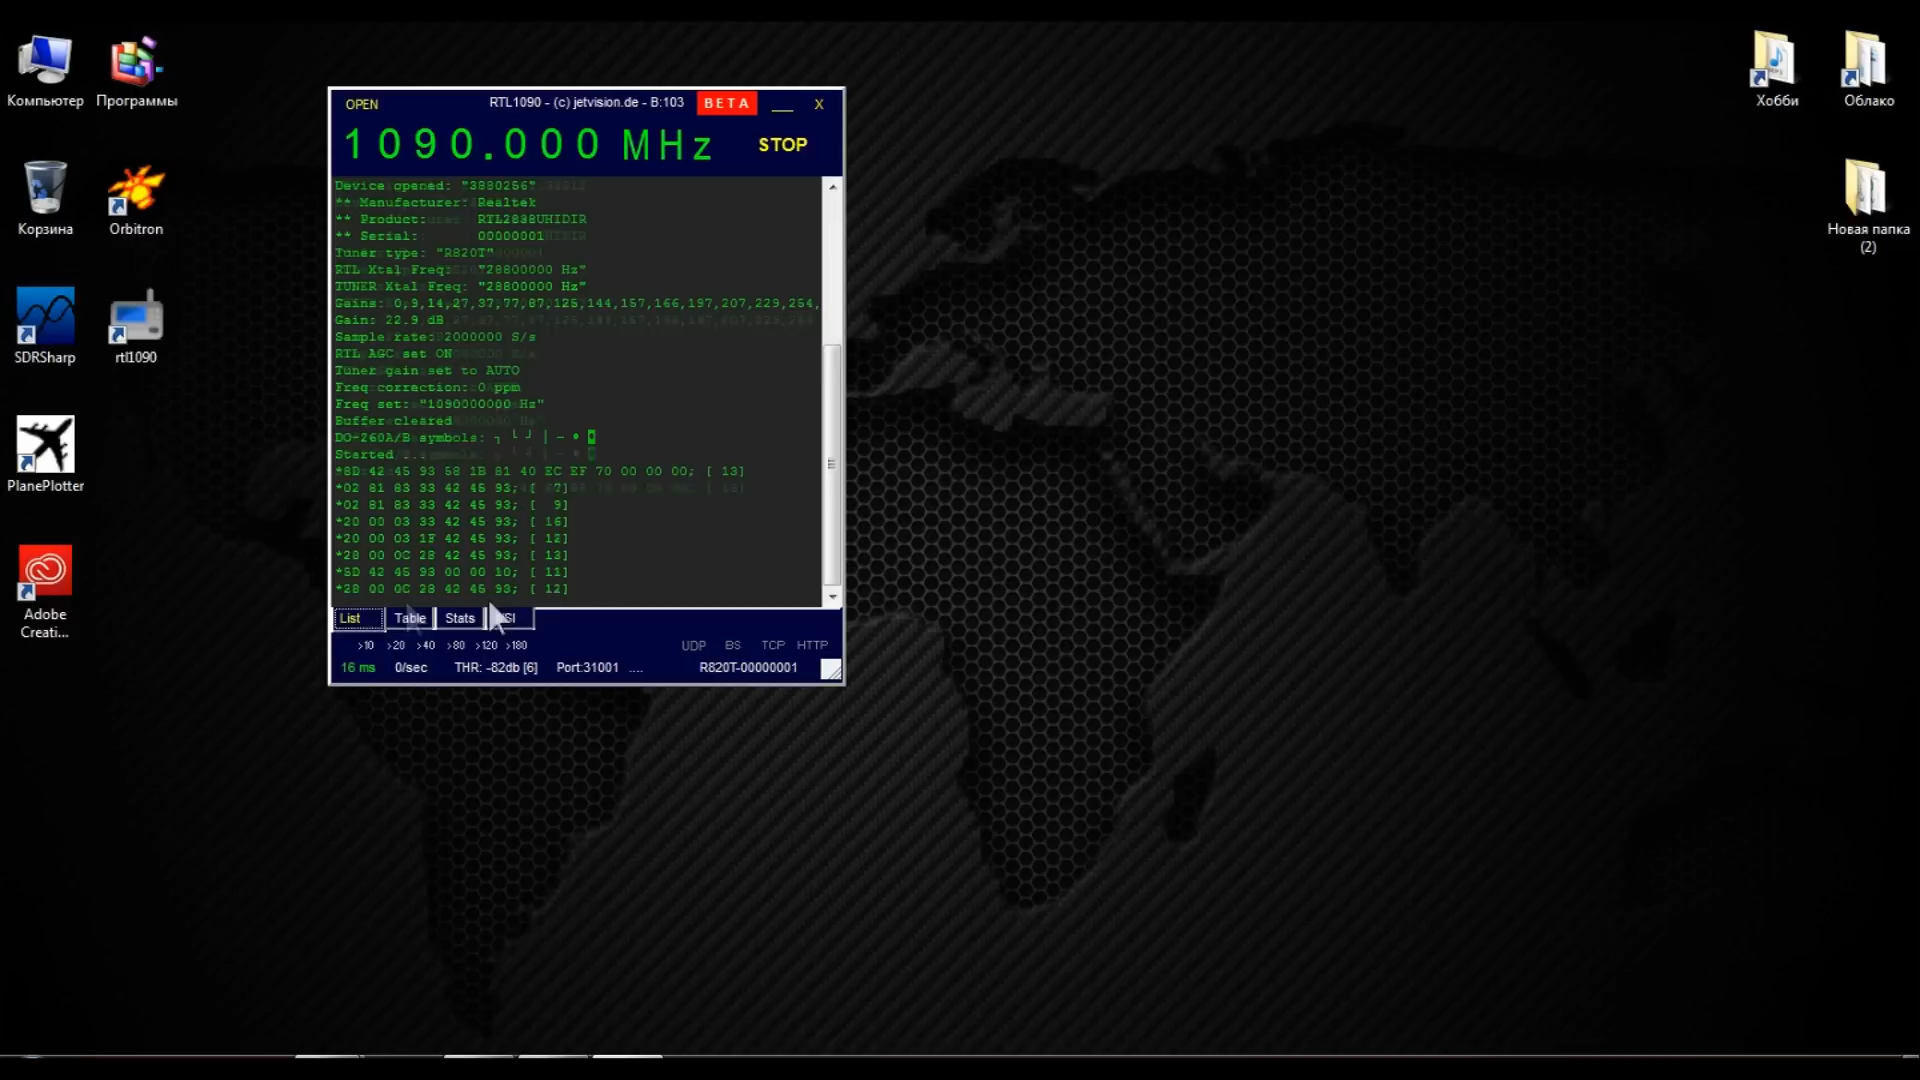 Компьютер
Программы
Корзина
Orbitron
SDRSharp
rtl1090
PlanePlotter
Adobe
Creati...
Хобби
Облако
Новая папка
(2)
OPEN
RTL1090 - (c) jetvision.de - B:103
BETA
__
X
1090.000 MHz
STOP
Device opened: "3880256"
** Manufacturer: Realtek
** Product: RTL2838UHIDIR
** Serial: 00000001
Tuner type: "R820T"
RTL Xtal Freq: "28800000 Hz"
TUNER Xtal Freq: "28800000 Hz"
Gains: 0,9,14,27,37,77,87,125,144,157,166,197,207,229,254,
Gain: 22.9 dB
Sample rate: 2000000 S/s
RTL AGC set ON
Tuner gain set to AUTO
Freq correction: 0 ppm
Freq set: "1090000000 Hz"
Buffer cleared
DO-260A/B symbols: ┐ └ ┘ | - •
Started
*8D 42 45 93 58 1B 81 40 EC EF 70 00 00 00; [ 13]
*02 81 83 33 42 45 93; [ 7]
*02 81 83 33 42 45 93; [ 9]
*20 00 03 33 42 45 93; [ 16]
*20 00 03 1F 42 45 93; [ 12]
*28 00 0C 28 42 45 93; [ 13]
*5D 42 45 93 00 00 10; [ 11]
*28 00 0C 28 42 45 93; [ 12]
List
Table
Stats
>10 >20 >40 >80 >120 >180
UDP BS TCP HTTP
16 ms 0/sec THR: -82db [6] Port:31001 .... R820T-00000001